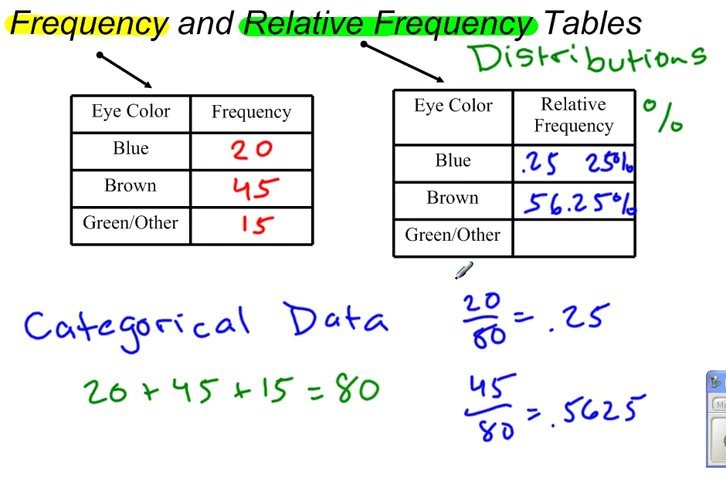 Frequency and Relative Frequency Tables
Distributions
Eye Color Frequency
Blue 20
Brown 45
Green/Other 15
Eye Color Relative Frequency %
Blue .25 25%
Brown 56.25%
Green/Other
Categorical Data
20 + 45 + 15 = 80
20/80 = .25
45/80 = .5625